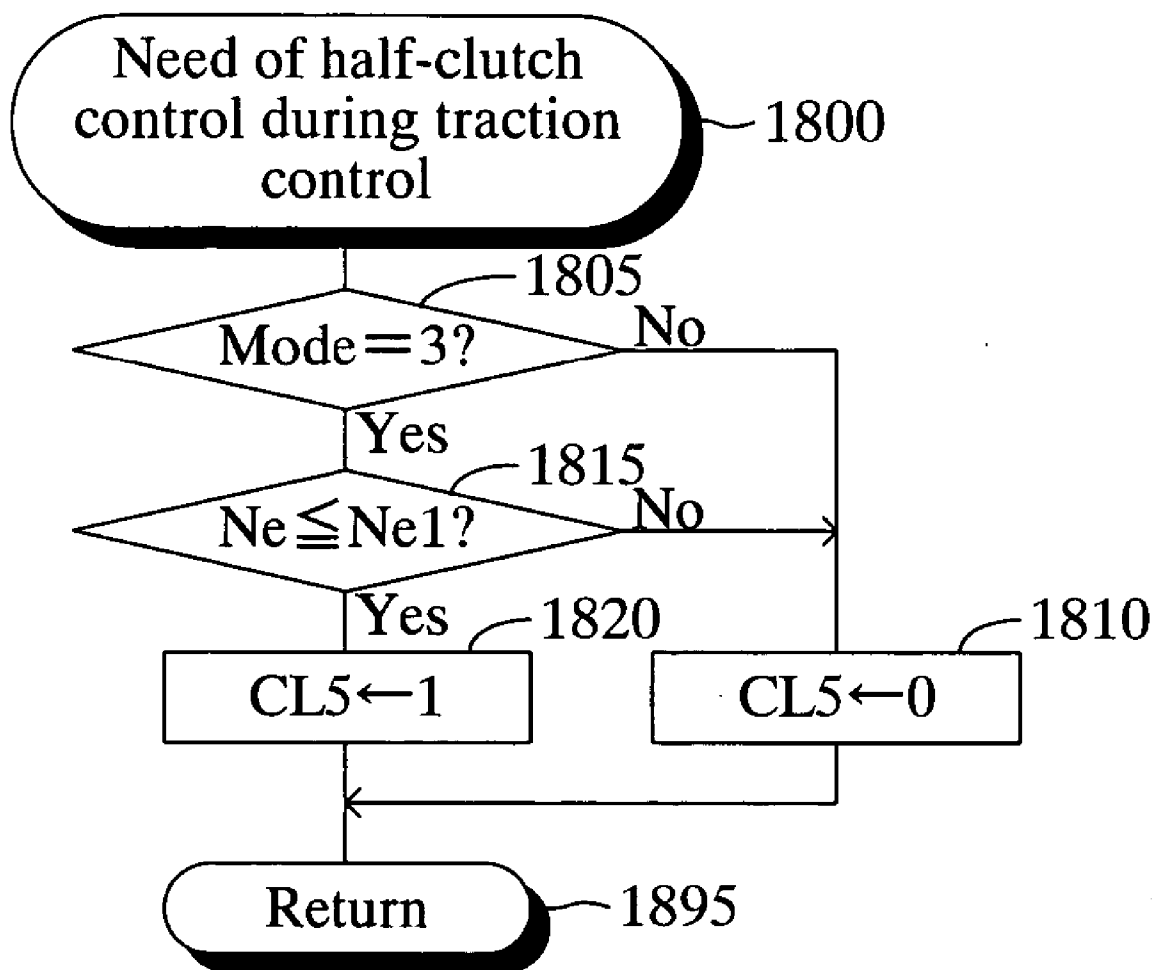 Need of half-clutch
control during traction
control
1800
1805
Mode=3?
No
Yes
1815
Ne≦Ne1?
No
Yes
1820
1810
CL5←1
CL5←0
Return
1895